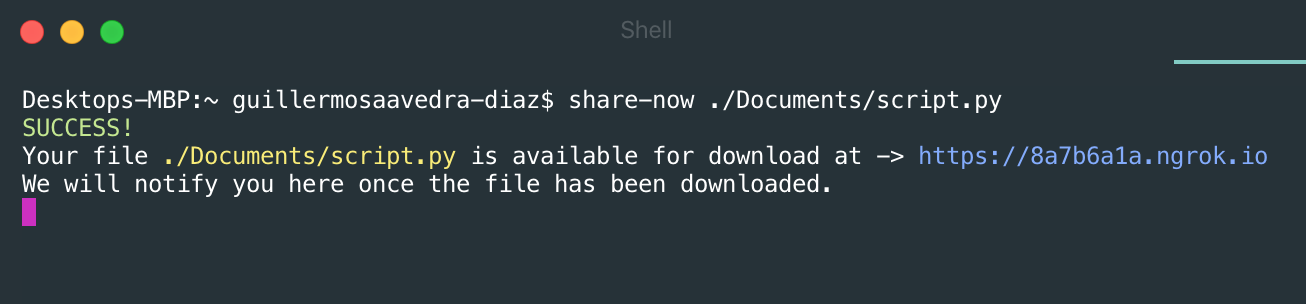 Shell
Desktops-MBP:~ guillermosaavedra-diaz$ share-now ./Documents/script.py
SUCCESS!
Your file ./Documents/script.py is available for download at -> https://8a7b6a1a.ngrok.io
We will notify you here once the file has been downloaded.